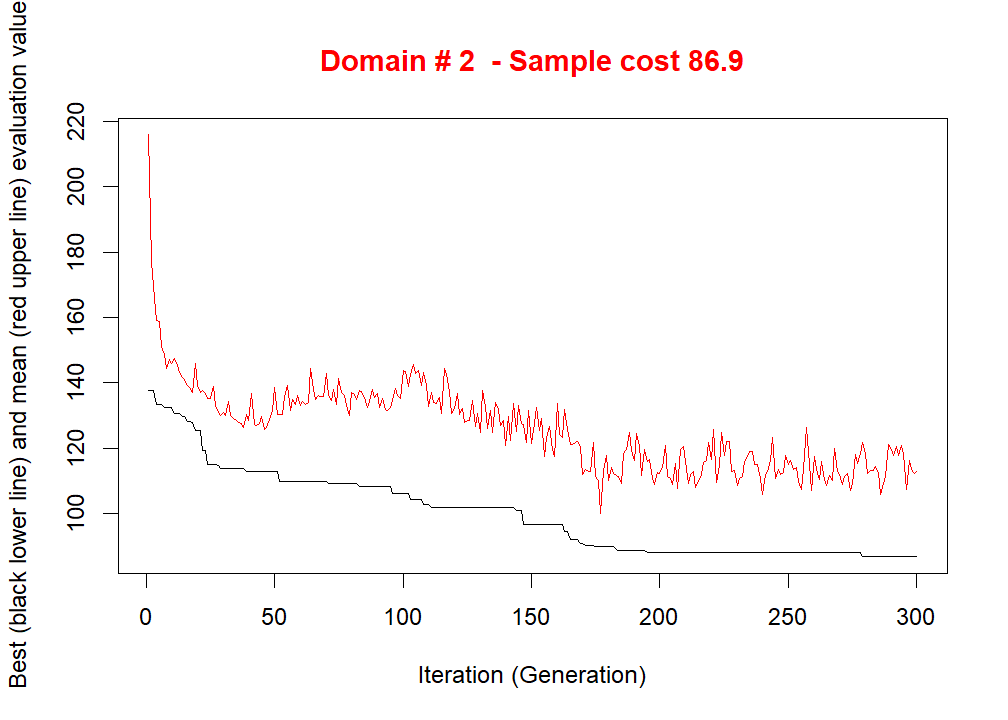 Domain # 2  - Sample cost 86.9
Best (black lower line) and mean (red upper line) evaluation value
220
200
180
160
140
120
100
0 50 100 150 200 250 300
Iteration (Generation)